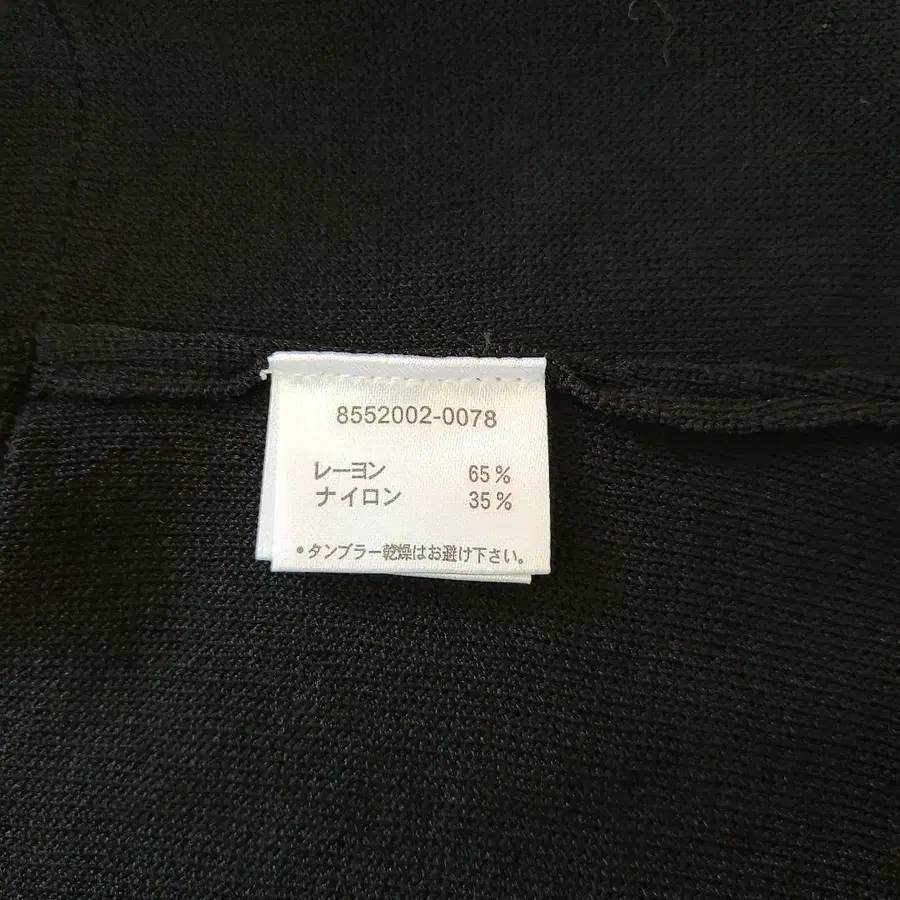 8552002-0078
レーヨン 65%
ナイロン 35%
*タンブラー乾燥はお避け下さい。